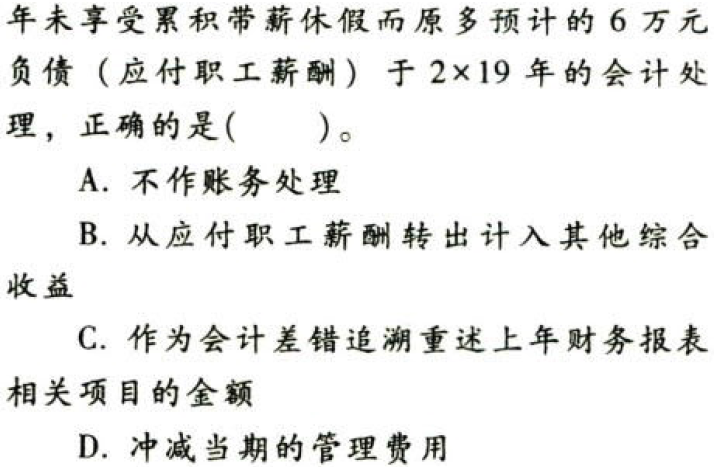 年未享受累积带薪休假而原多预计的 6 万元
负债（应付职工薪酬）于 2×19 年的会计处
理，正确的是(　　)。
A. 不作账务处理
B. 从应付职工薪酬转出计入其他综合
收益
C. 作为会计差错追溯重述上年财务报表
相关项目的金额
D. 冲减当期的管理费用